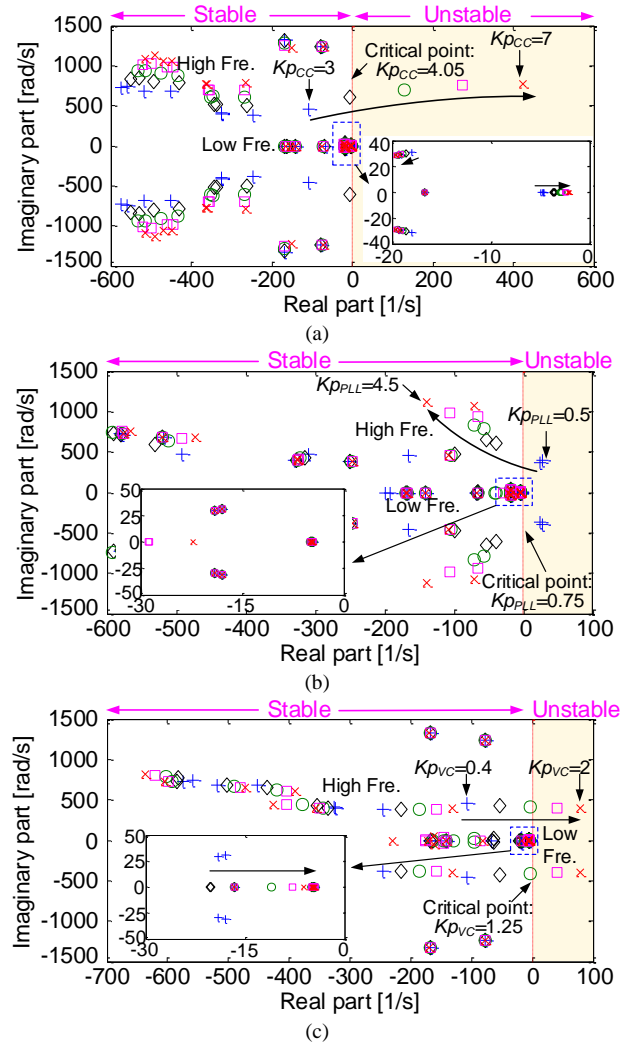 Stable Unstable
1500
1000
500
0
-500
-1000
-1500
Imaginary part [rad/s]
High Fre.
Kp_CC=3
Critical point:
Kp_CC=4.05
Kp_CC=7
Low Fre.
40
20
0
-20
-40
-20 -10 0
-600 -400 -200 0 200 400 600
Real part [1/s]
(a)
Stable Unstable
1500
1000
500
0
-500
-1000
-1500
Imaginary part [rad/s]
Kp_PLL=4.5
High Fre.
Kp_PLL=0.5
Low Fre.
50
25
0
-25
-50
-30 -15 0
Critical point:
Kp_PLL=0.75
-600 -500 -400 -300 -200 -100 0 100
Real part [1/s]
(b)
Stable Unstable
1500
1000
500
0
-500
-1000
-1500
Imaginary part [rad/s]
High Fre.
Kp_VC=0.4
Kp_VC=2
Low
Fre.
50
25
0
-25
-50
-30 -15 0
Critical point:
Kp_VC=1.25
-700 -600 -500 -400 -300 -200 -100 0 100
Real part [1/s]
(c)